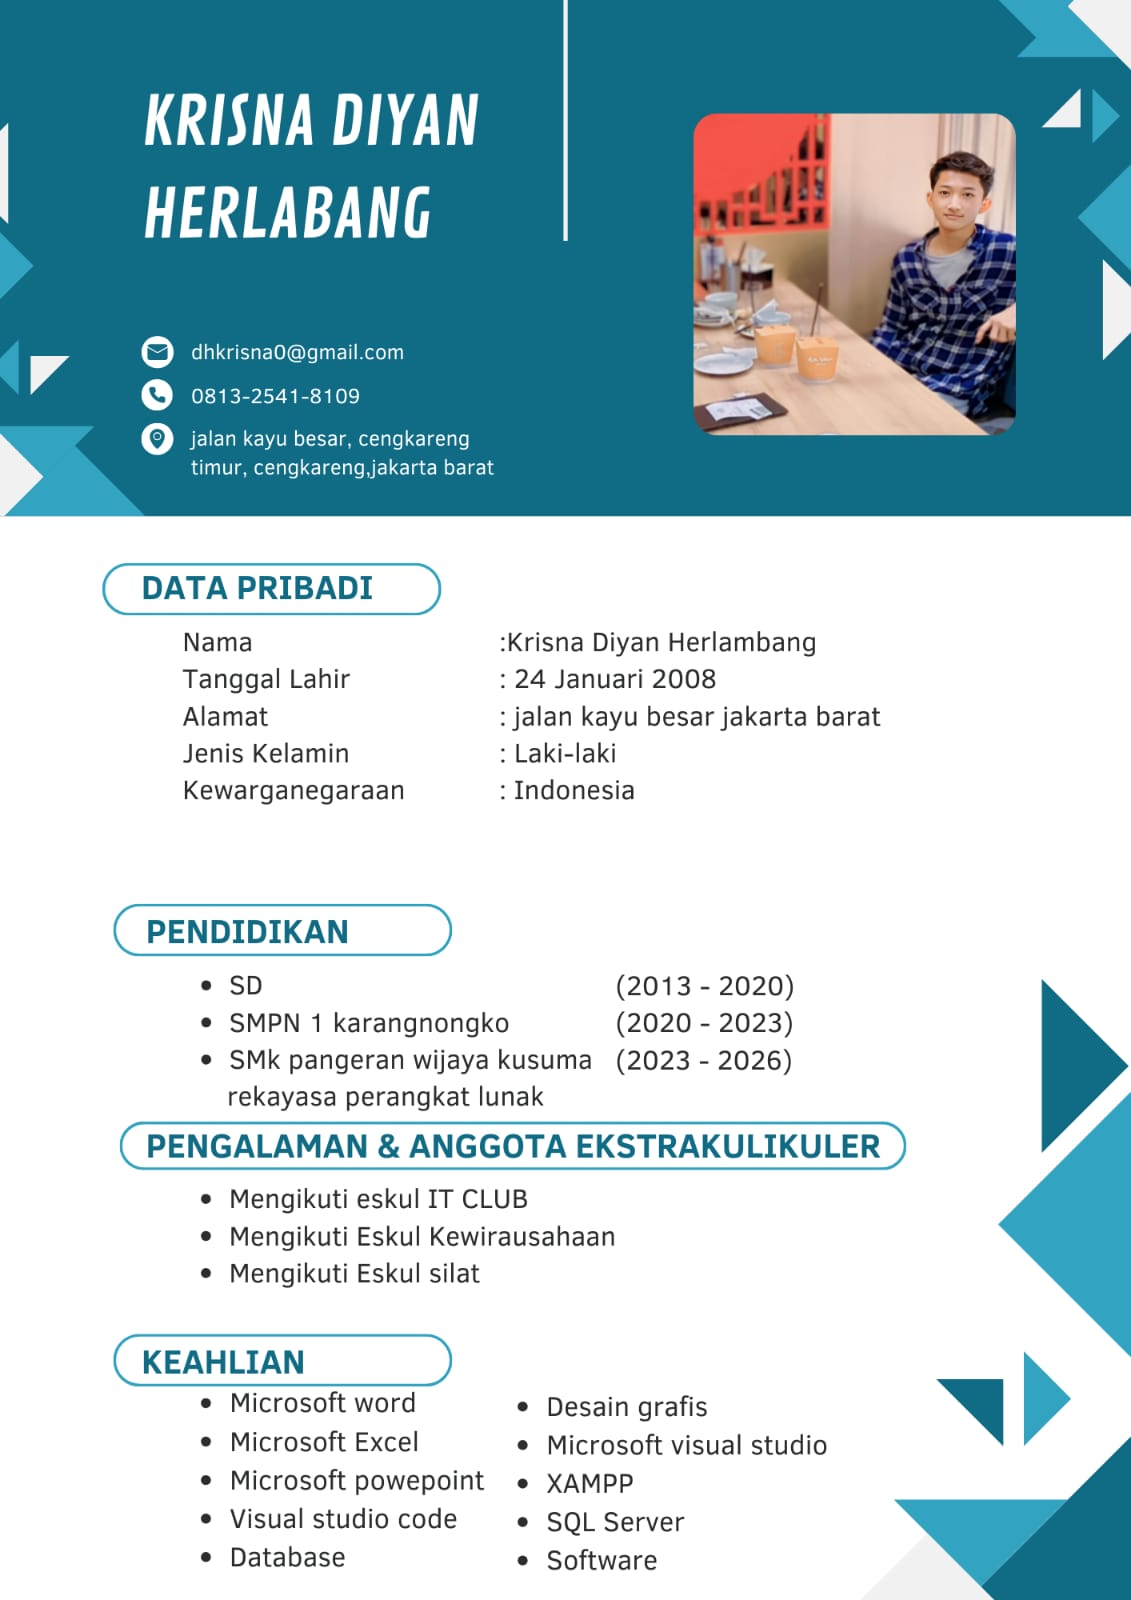 KRISNA DIYAN
HERLABANG
dhkrisna0@gmail.com
0813-2541-8109
jalan kayu besar, cengkareng
timur, cengkareng,jakarta barat
DATA PRIBADI
Nama :Krisna Diyan Herlambang
Tanggal Lahir : 24 Januari 2008
Alamat : jalan kayu besar jakarta barat
Jenis Kelamin : Laki-laki
Kewarganegaraan : Indonesia
PENDIDIKAN
• SD (2013 - 2020)
• SMPN 1 karangnongko (2020 - 2023)
• SMk pangeran wijaya kusuma (2023 - 2026)
rekayasa perangkat lunak
PENGALAMAN & ANGGOTA EKSTRAKULIKULER
• Mengikuti eskul IT CLUB
• Mengikuti Eskul Kewirausahaan
• Mengikuti Eskul silat
KEAHLIAN
• Microsoft word
• Microsoft Excel
• Microsoft powepoint
• Visual studio code
• Database
• Desain grafis
• Microsoft visual studio
• XAMPP
• SQL Server
• Software